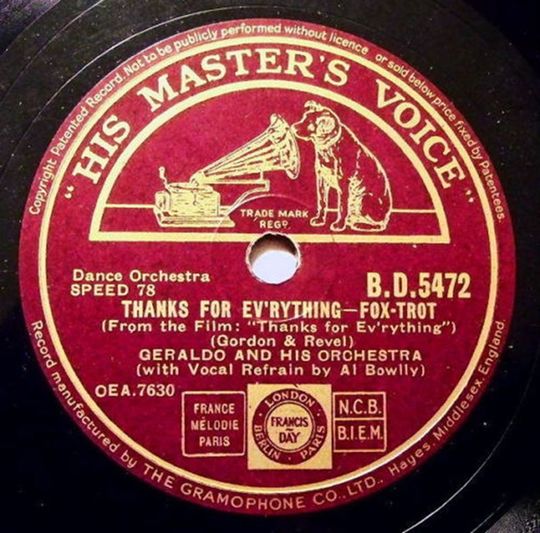 Copyright Patented Record. Not to be publicly performed without licence or sold below price fixed by Patentees.
"HIS MASTER'S VOICE"
TRADE MARK
REGD.
Dance Orchestra
SPEED 78
B.D.5472
THANKS FOR EV'RYTHING—FOX-TROT
(From the Film: "Thanks for Ev'rything")
(Gordon & Revel)
GERALDO AND HIS ORCHESTRA
(with Vocal Refrain by Al Bowlly)
OEA.7630
FRANCE
MÉLODIE
PARIS
LONDON
FRANCIS-
DAY
BERLIN PARIS
N.C.B.
B.I.E.M.
Record manufactured by THE GRAMOPHONE CO., LTD., Hayes, Middlesex, England.